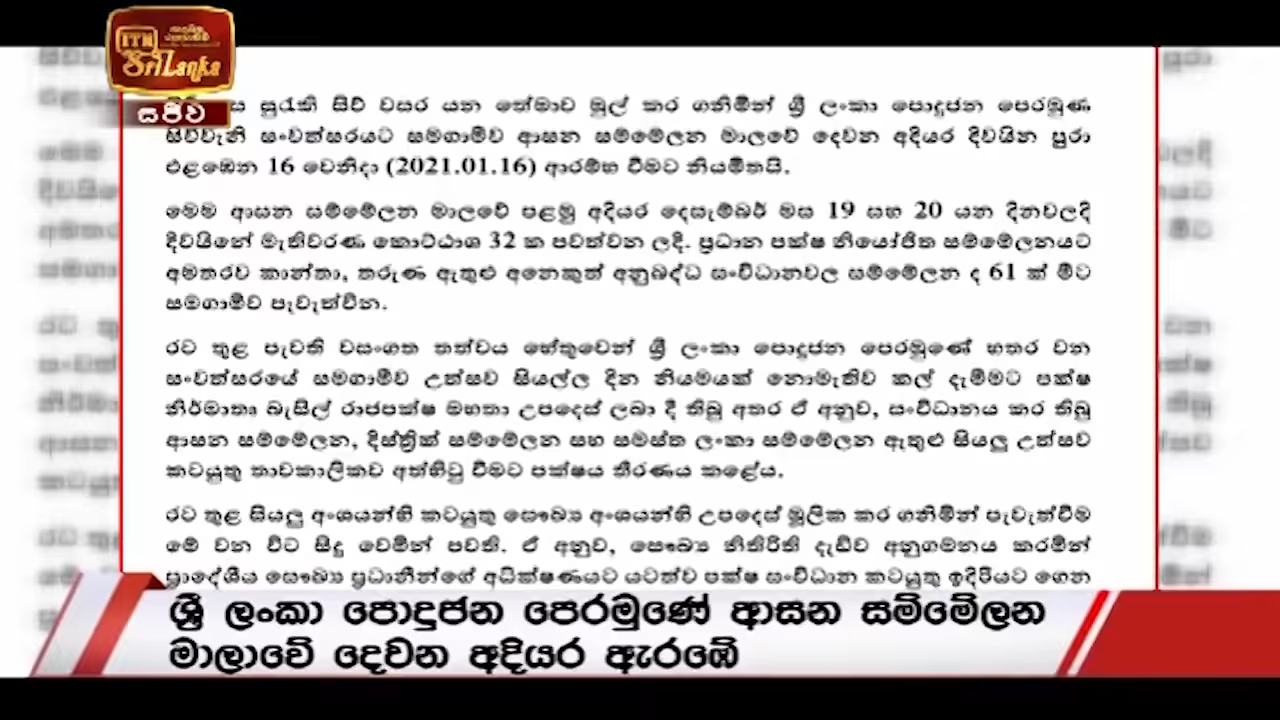 ITN
Sri Lanka
සජීව
සුරැකි සිව් වසර යන තේමාව මුල් කර ගනිමින් ශ්‍රී ලංකා පොදුජන පෙරමුණ
සිව්වැනි සංවත්සරයට සමගාමීව ආසන සම්මේලන මාලවේ දෙවන අදියර දිවයින පුරා
එළඹෙන 16 වෙනිදා (2021.01.16) ආරම්භ වීමට නියමිතයි.
මෙම ආසන සම්මේලන මාලවේ පළමු අදියර දෙසැම්බර් මස 19 සහ 20 යන දිනවලදි
දිවයිනේ මැතිවරණ කොට්ඨාශ 32 ක පවත්වන ලදි. ප්‍රධාන පක්ෂ නියෝජිත සම්මේලනයට
අමතරව කාන්තා, තරුණ ඇතුළු අනෙකුත් අනුබද්ධ සංවිධානවල සම්මේලන ද 61 ක් මීට
සමගාමීව පැවැත්වින.
රට තුළ පැවති වසංගත තත්වය හේතුවෙන් ශ්‍රී ලංකා පොදුජන පෙරමුණේ හතර වන
සංවත්සරයේ සමගාමීව උත්සව සියල්ල දින නියමයක් නොමැතිව කල් දැමීමට පක්ෂ
නිර්මාතෘ බැසිල් රාජපක්ෂ මහතා උපදෙස් ලබා දී තිබු අතර ඒ අනුව, සංවිධානය කර තිබු
ආසන සම්මේලන, දිස්ත්‍රික් සම්මේලන සහ සමස්ත ලංකා සම්මේලන ඇතුළු සියලු උත්සව
කටයුතු තාවකාලිකව අත්හිටු වීමට පක්ෂය තීරණය කළේය.
රට තුළ සියලු අංශයන්හි කටයුතු සෞඛ්‍ය අංශයන්හි උපදෙස් මූලික කර ගනිමින් පැවැත්වීම
මේ වන විට සිදු වෙමින් පවතී. ඒ අනුව, සෞඛ්‍ය නිතිරිති දැඩිව අනුගමනය කරමින්
ප්‍රාදේශීය සෞඛ්‍ය ප්‍රධානීන්ගේ අධික්ෂණයට යටත්ව පක්ෂ සංවිධාන කටයුතු ඉදිරියට ගෙන
ශ්‍රී ලංකා පොදුජන පෙරමුණේ ආසන සම්මේලන
මාලාවේ දෙවන අදියර ඇරඹේ